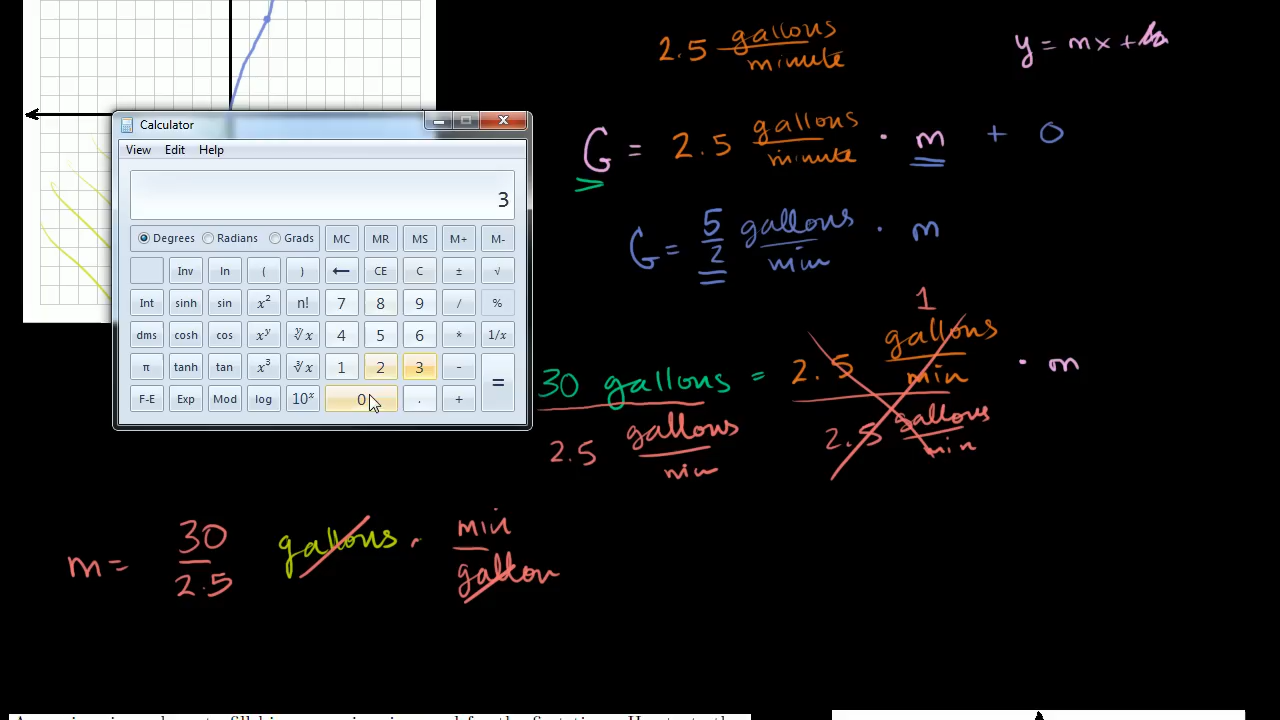 2.5 gallons/minute
y = mx +
G = 2.5 gallons/minute · m + 0
G = 5/2 gallons/min · m
1
30 gallons / 2.5 gallons/min = 2.5 gallons/min / 2.5 gallons/min · m
m = 30/2.5 gallons · min/gallon
Calculator
View Edit Help
3
Degrees Radians Grads MC MR MS M+ M-
Inv ln ( ) ← CE C ± √
Int sinh sin x² n! 7 8 9 / %
dms cosh cos xʸ ʸ√x 4 5 6 * 1/x
π tanh tan x³ ³√x 1 2 3 - =
F-E Exp Mod log 10ˣ 0 . +